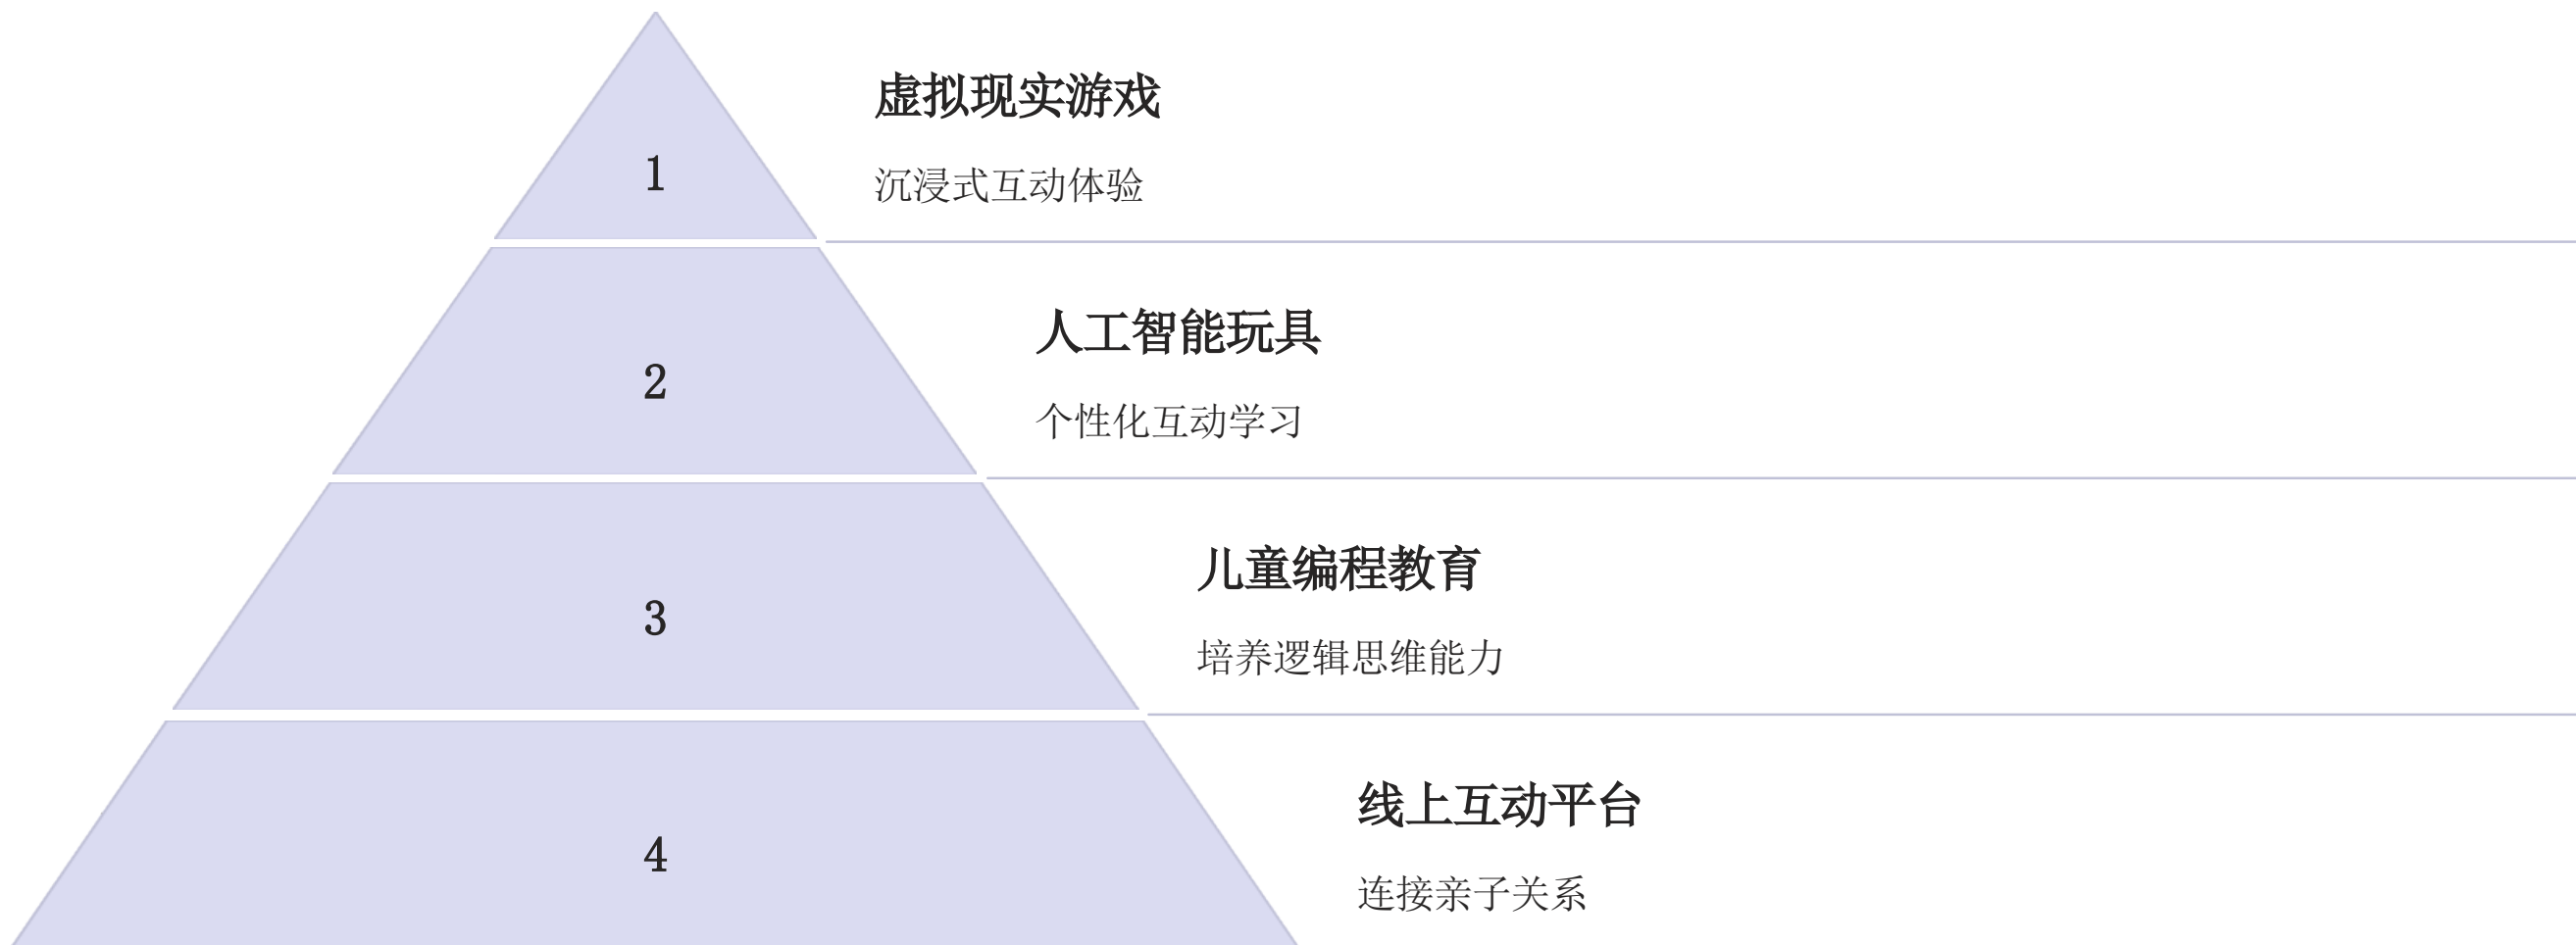 1
虚拟现实游戏
沉浸式互动体验
2
人工智能玩具
个性化互动学习
3
儿童编程教育
培养逻辑思维能力
4
线上互动平台
连接亲子关系